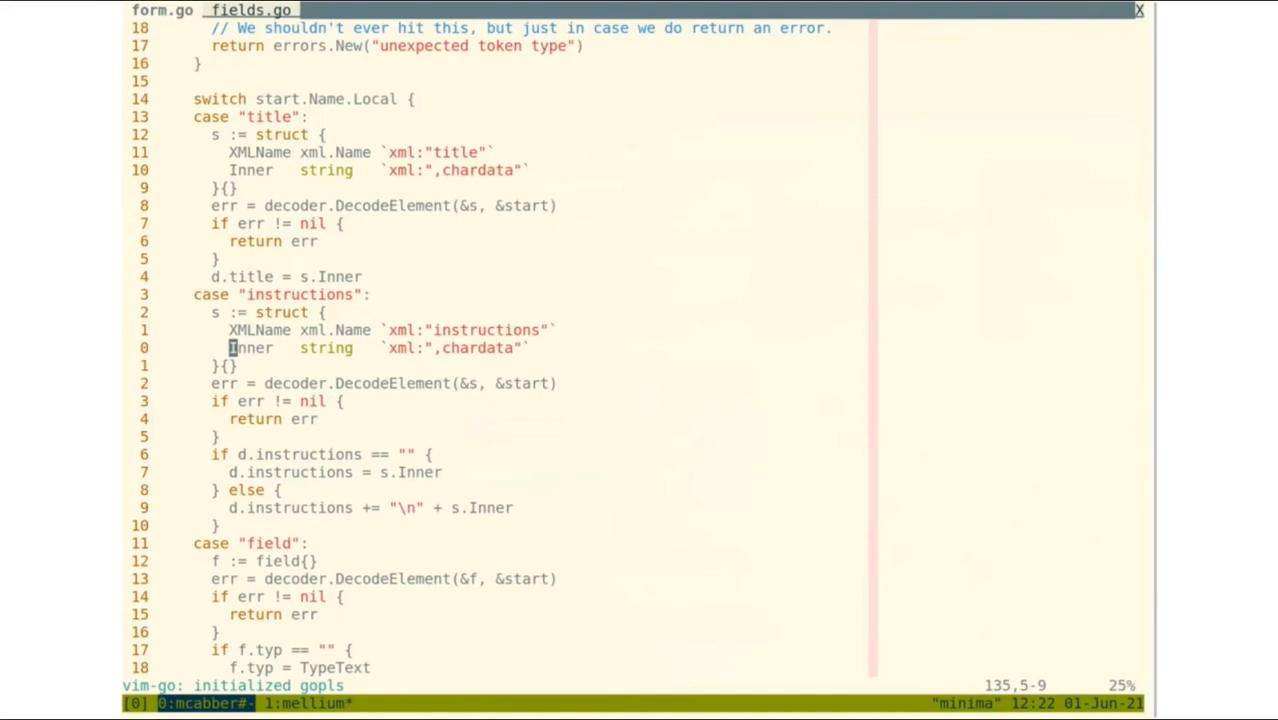 form.go  fields.go X
18         // We shouldn't ever hit this, but just in case we do return an error.
17         return errors.New("unexpected token type")
16       }
15
14       switch start.Name.Local {
13       case "title":
12         s := struct {
11           XMLName xml.Name `xml:"title"`
10           Inner   string   `xml:",chardata"`
9         }{}
8         err = decoder.DecodeElement(&s, &start)
7         if err != nil {
6           return err
5         }
4         d.title = s.Inner
3       case "instructions":
2         s := struct {
1           XMLName xml.Name `xml:"instructions"`
0           Inner   string   `xml:",chardata"`
1         }{}
2         err = decoder.DecodeElement(&s, &start)
3         if err != nil {
4           return err
5         }
6         if d.instructions == "" {
7           d.instructions = s.Inner
8         } else {
9           d.instructions += "\n" + s.Inner
10         }
11       case "field":
12         f := field{}
13         err = decoder.DecodeElement(&f, &start)
14         if err != nil {
15           return err
16         }
17         if f.typ == "" {
18           f.typ = TypeText
vim-go: initialized gopls 135,5-9 25%
[0] 0:mcabber#- 1:mellium* "minima" 12:22 01-Jun-21